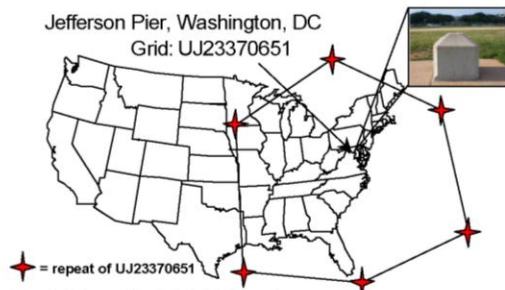 Jefferson Pier, Washington, DC
Grid: UJ23370651
= repeat of UJ23370651